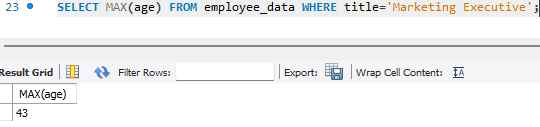 23 SELECT MAX(age) FROM employee_data WHERE title='Marketing Executive';
Result Grid Filter Rows: Export: Wrap Cell Content: IA
MAX(age)
43